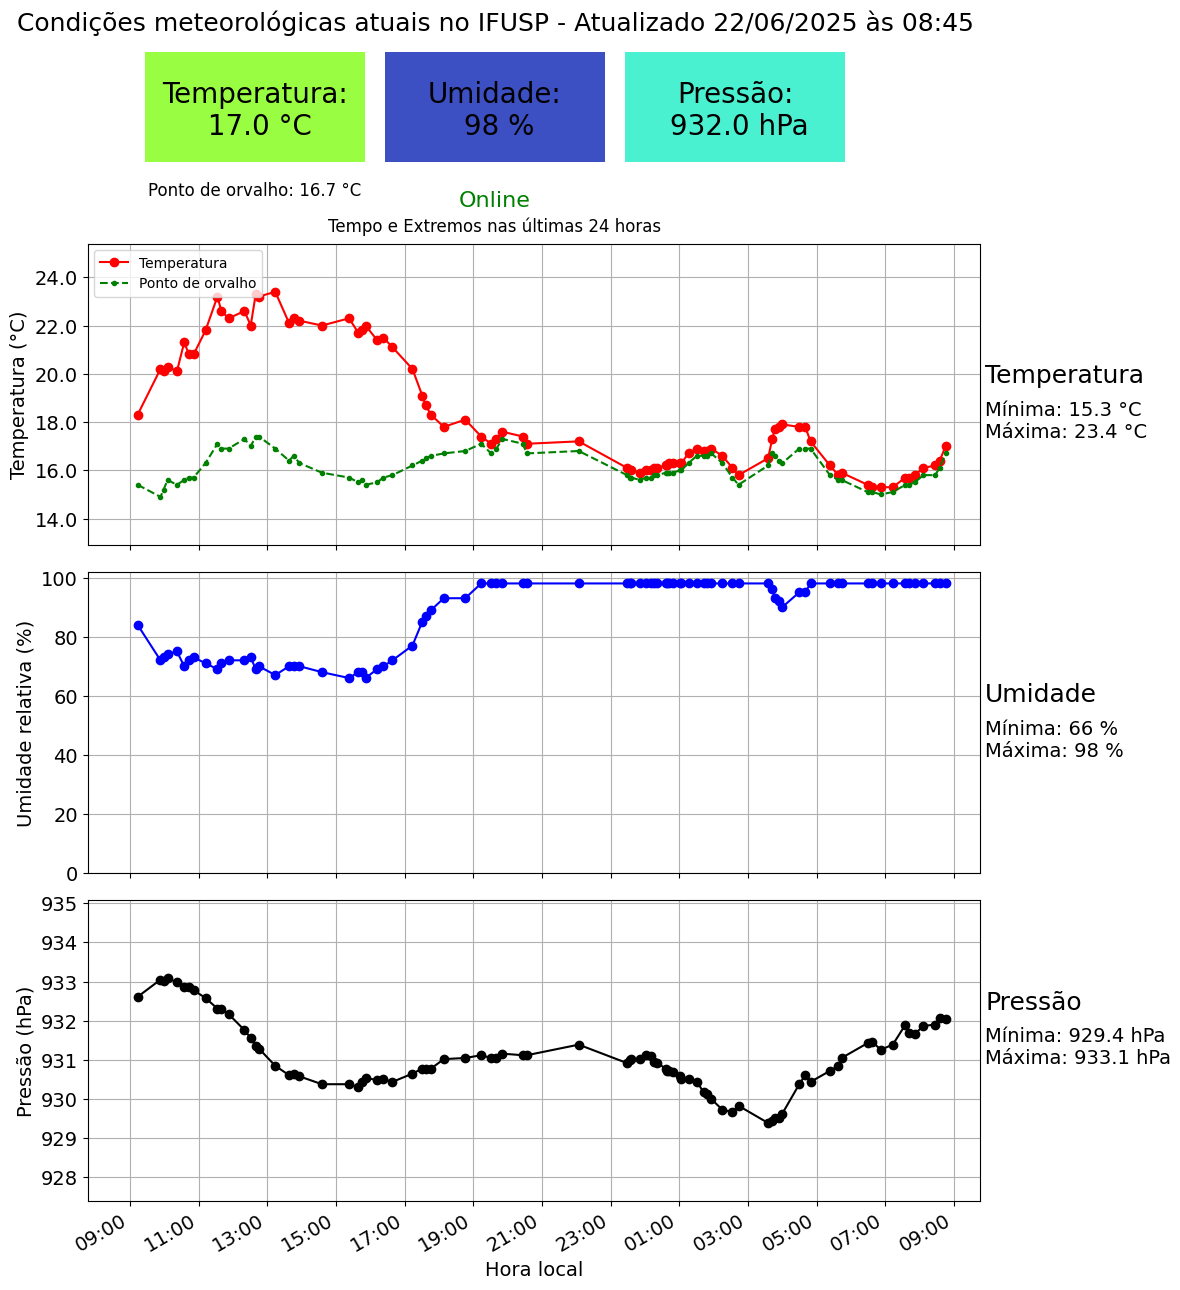 Condições meteorológicas atuais no IFUSP - Atualizado 22/06/2025 às 08:45
Temperatura:
17.0 °C
Umidade:
98 %
Pressão:
932.0 hPa
Ponto de orvalho: 16.7 °C
Online
Tempo e Extremos nas últimas 24 horas
Temperatura
Ponto de orvalho
Temperatura (°C)
24.0
22.0
20.0
18.0
16.0
14.0
Temperatura
Mínima: 15.3 °C
Máxima: 23.4 °C
Umidade relativa (%)
100
80
60
40
20
0
Umidade
Mínima: 66 %
Máxima: 98 %
Pressão (hPa)
935
934
933
932
931
930
929
928
Pressão
Mínima: 929.4 hPa
Máxima: 933.1 hPa
09:00 11:00 13:00 15:00 17:00 19:00 21:00 23:00 01:00 03:00 05:00 07:00 09:00
Hora local